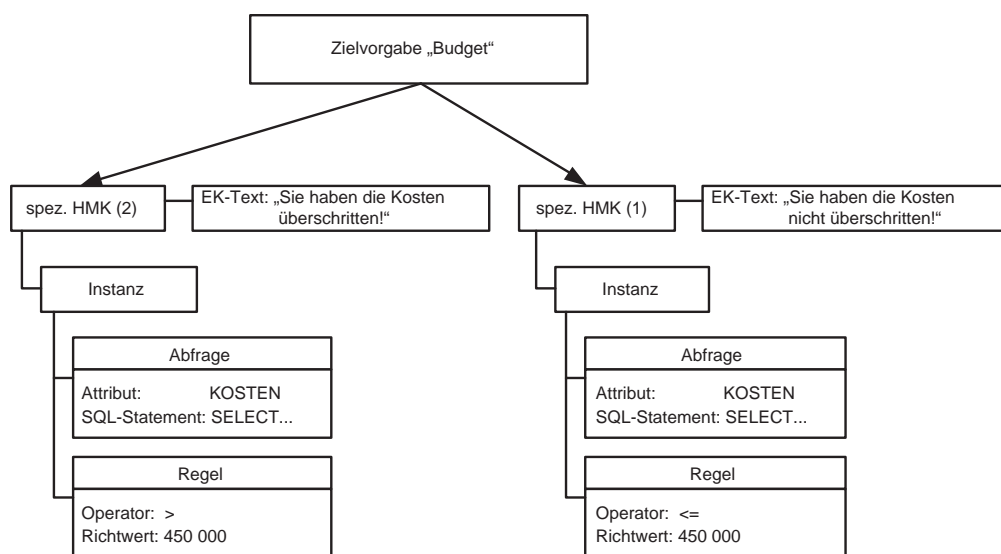 Zielvorgabe „Budget“
spez. HMK (2)
EK-Text: „Sie haben die Kosten
überschritten!“
Instanz
Abfrage
Attribut: KOSTEN
SQL-Statement: SELECT...
Regel
Operator: >
Richtwert: 450 000
spez. HMK (1)
EK-Text: „Sie haben die Kosten
nicht überschritten!“
Instanz
Abfrage
Attribut: KOSTEN
SQL-Statement: SELECT...
Regel
Operator: <=
Richtwert: 450 000